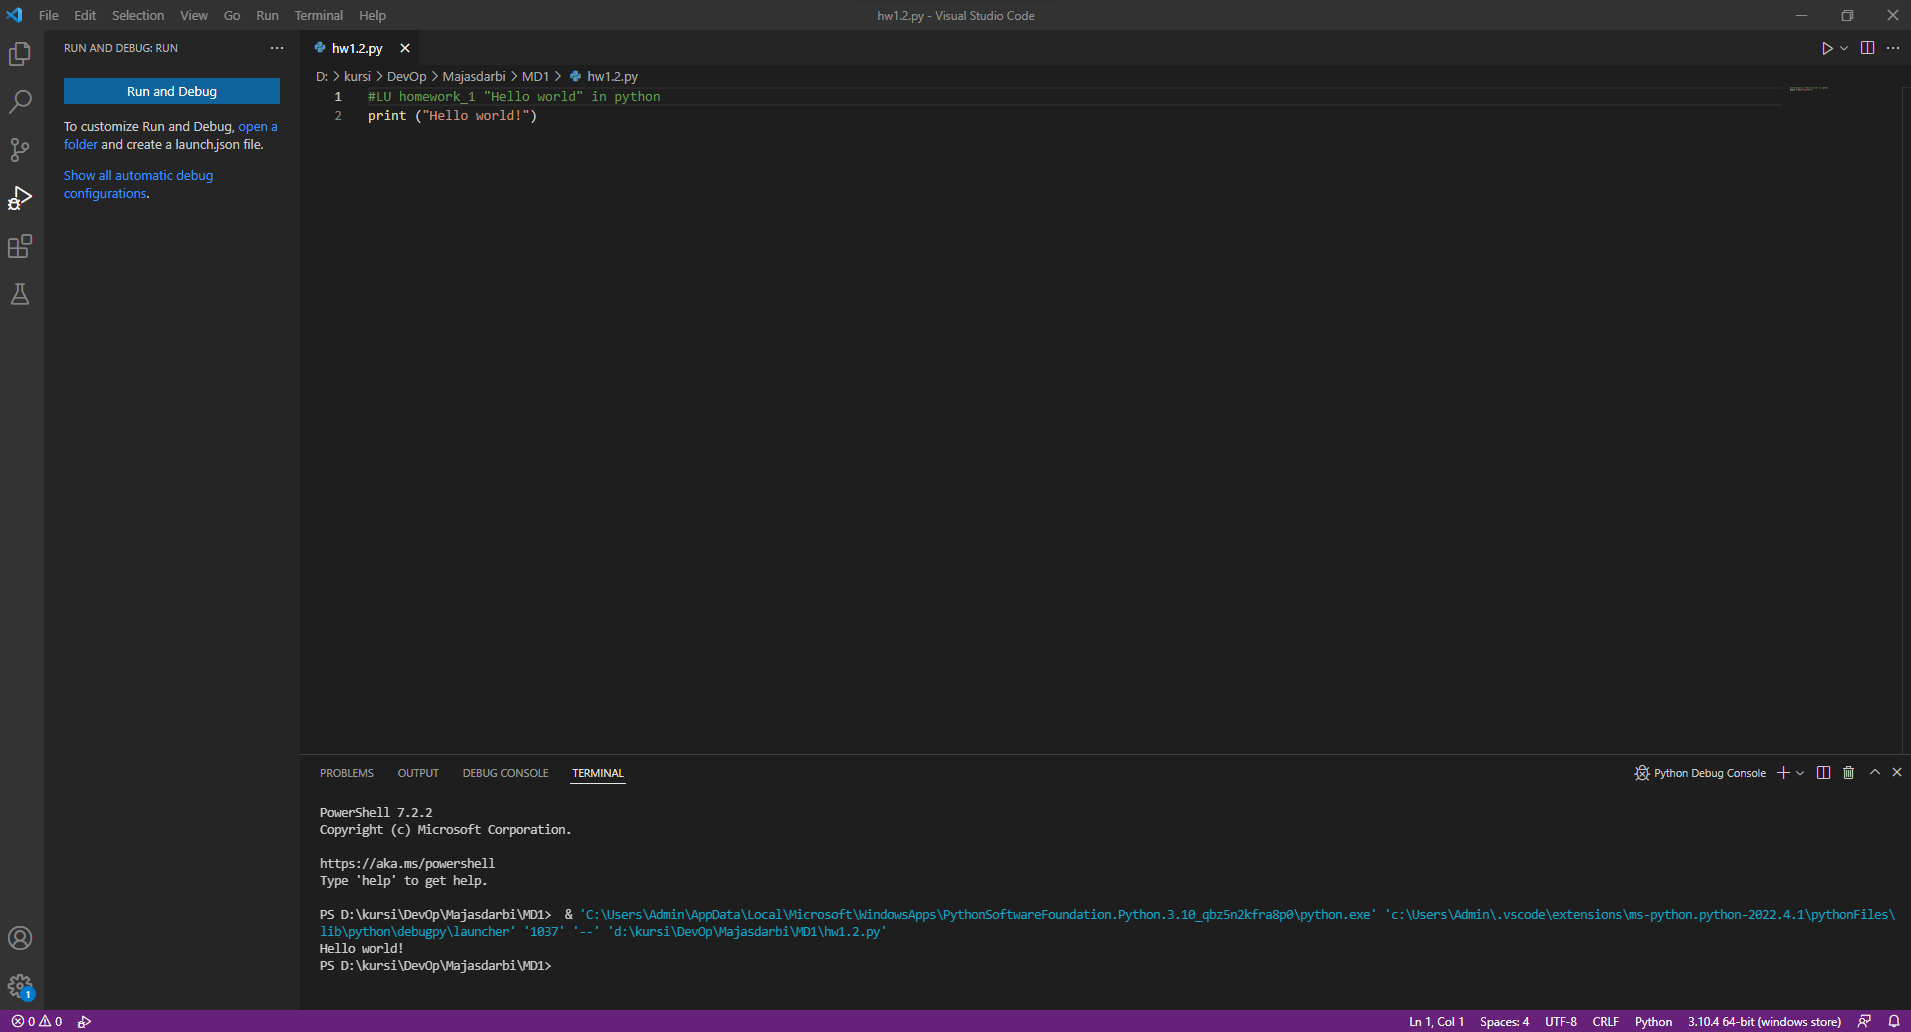 File Edit Selection View Go Run Terminal Help
hw1.2.py - Visual Studio Code
RUN AND DEBUG: RUN
Run and Debug
To customize Run and Debug, open a
folder and create a launch.json file.
Show all automatic debug
configurations.
hw1.2.py
D: > kursi > DevOp > Majasdarbi > MD1 > hw1.2.py
1 #LU homework_1 "Hello world" in python
2 print ("Hello world!")
PROBLEMS OUTPUT DEBUG CONSOLE TERMINAL
Python Debug Console
PowerShell 7.2.2
Copyright (c) Microsoft Corporation.
https://aka.ms/powershell
Type 'help' to get help.
PS D:\kursi\DevOp\Majasdarbi\MD1>  & 'C:\Users\Admin\AppData\Local\Microsoft\WindowsApps\PythonSoftwareFoundation.Python.3.10_qbz5n2kfra8p0\python.exe' 'c:\Users\Admin\.vscode\extensions\ms-python.python-2022.4.1\pythonFiles\
lib\python\debugpy\launcher' '1037' '--' 'd:\kursi\DevOp\Majasdarbi\MD1\hw1.2.py'
Hello world!
PS D:\kursi\DevOp\Majasdarbi\MD1>
1
0 0
Ln 1, Col 1 Spaces: 4 UTF-8 CRLF Python 3.10.4 64-bit (windows store)